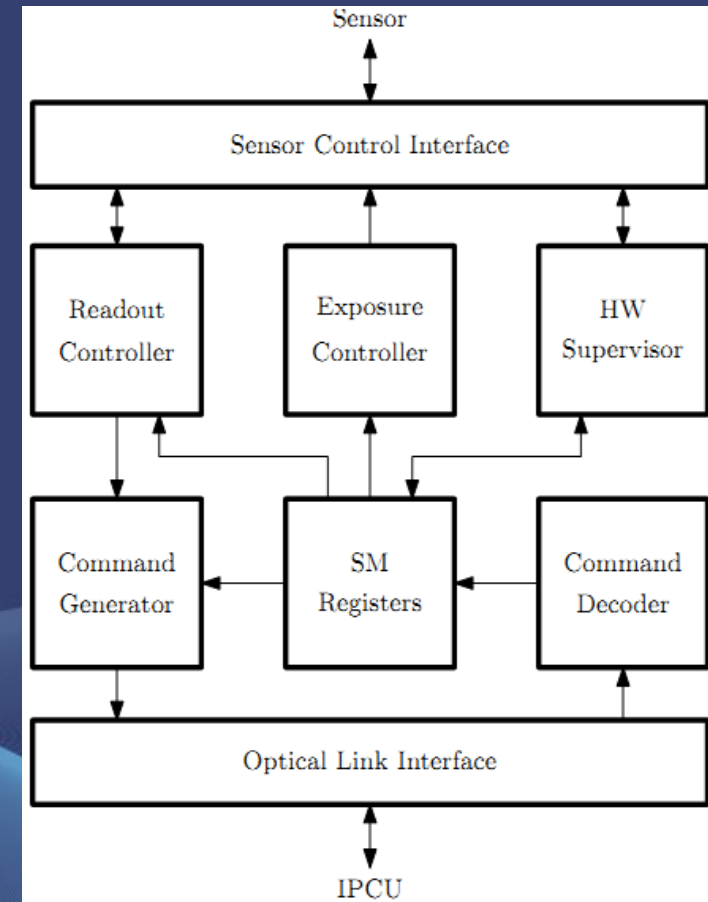 Sensor
Sensor Control Interface
Readout
Controller
Exposure
Controller
HW
Supervisor
Command
Generator
SM
Registers
Command
Decoder
Optical Link Interface
IPCU